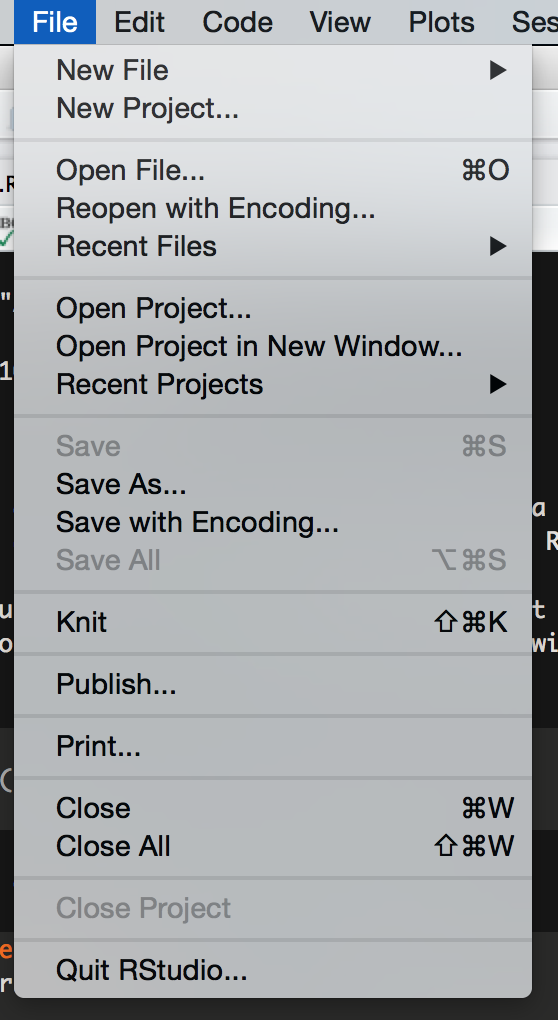 File Edit Code View Plots Ses
New File ▶
New Project...
Open File... ⌘O
Reopen with Encoding...
Recent Files ▶
Open Project...
Open Project in New Window...
Recent Projects ▶
Save ⌘S
Save As...
Save with Encoding...
Save All ⌥⌘S
Knit ⇧⌘K
Publish...
Print...
Close ⌘W
Close All ⇧⌘W
Close Project
Quit RStudio...